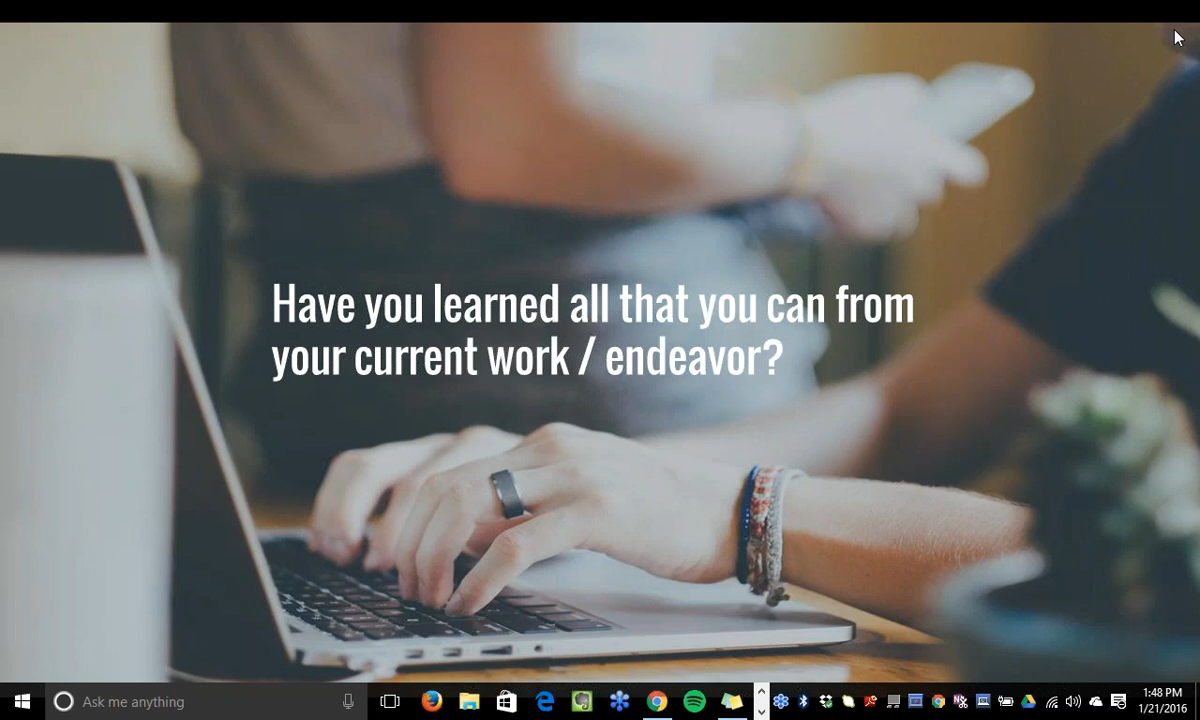 Have you learned all that you can from
your current work / endeavor?
Ask me anything
1:48 PM
1/21/2016